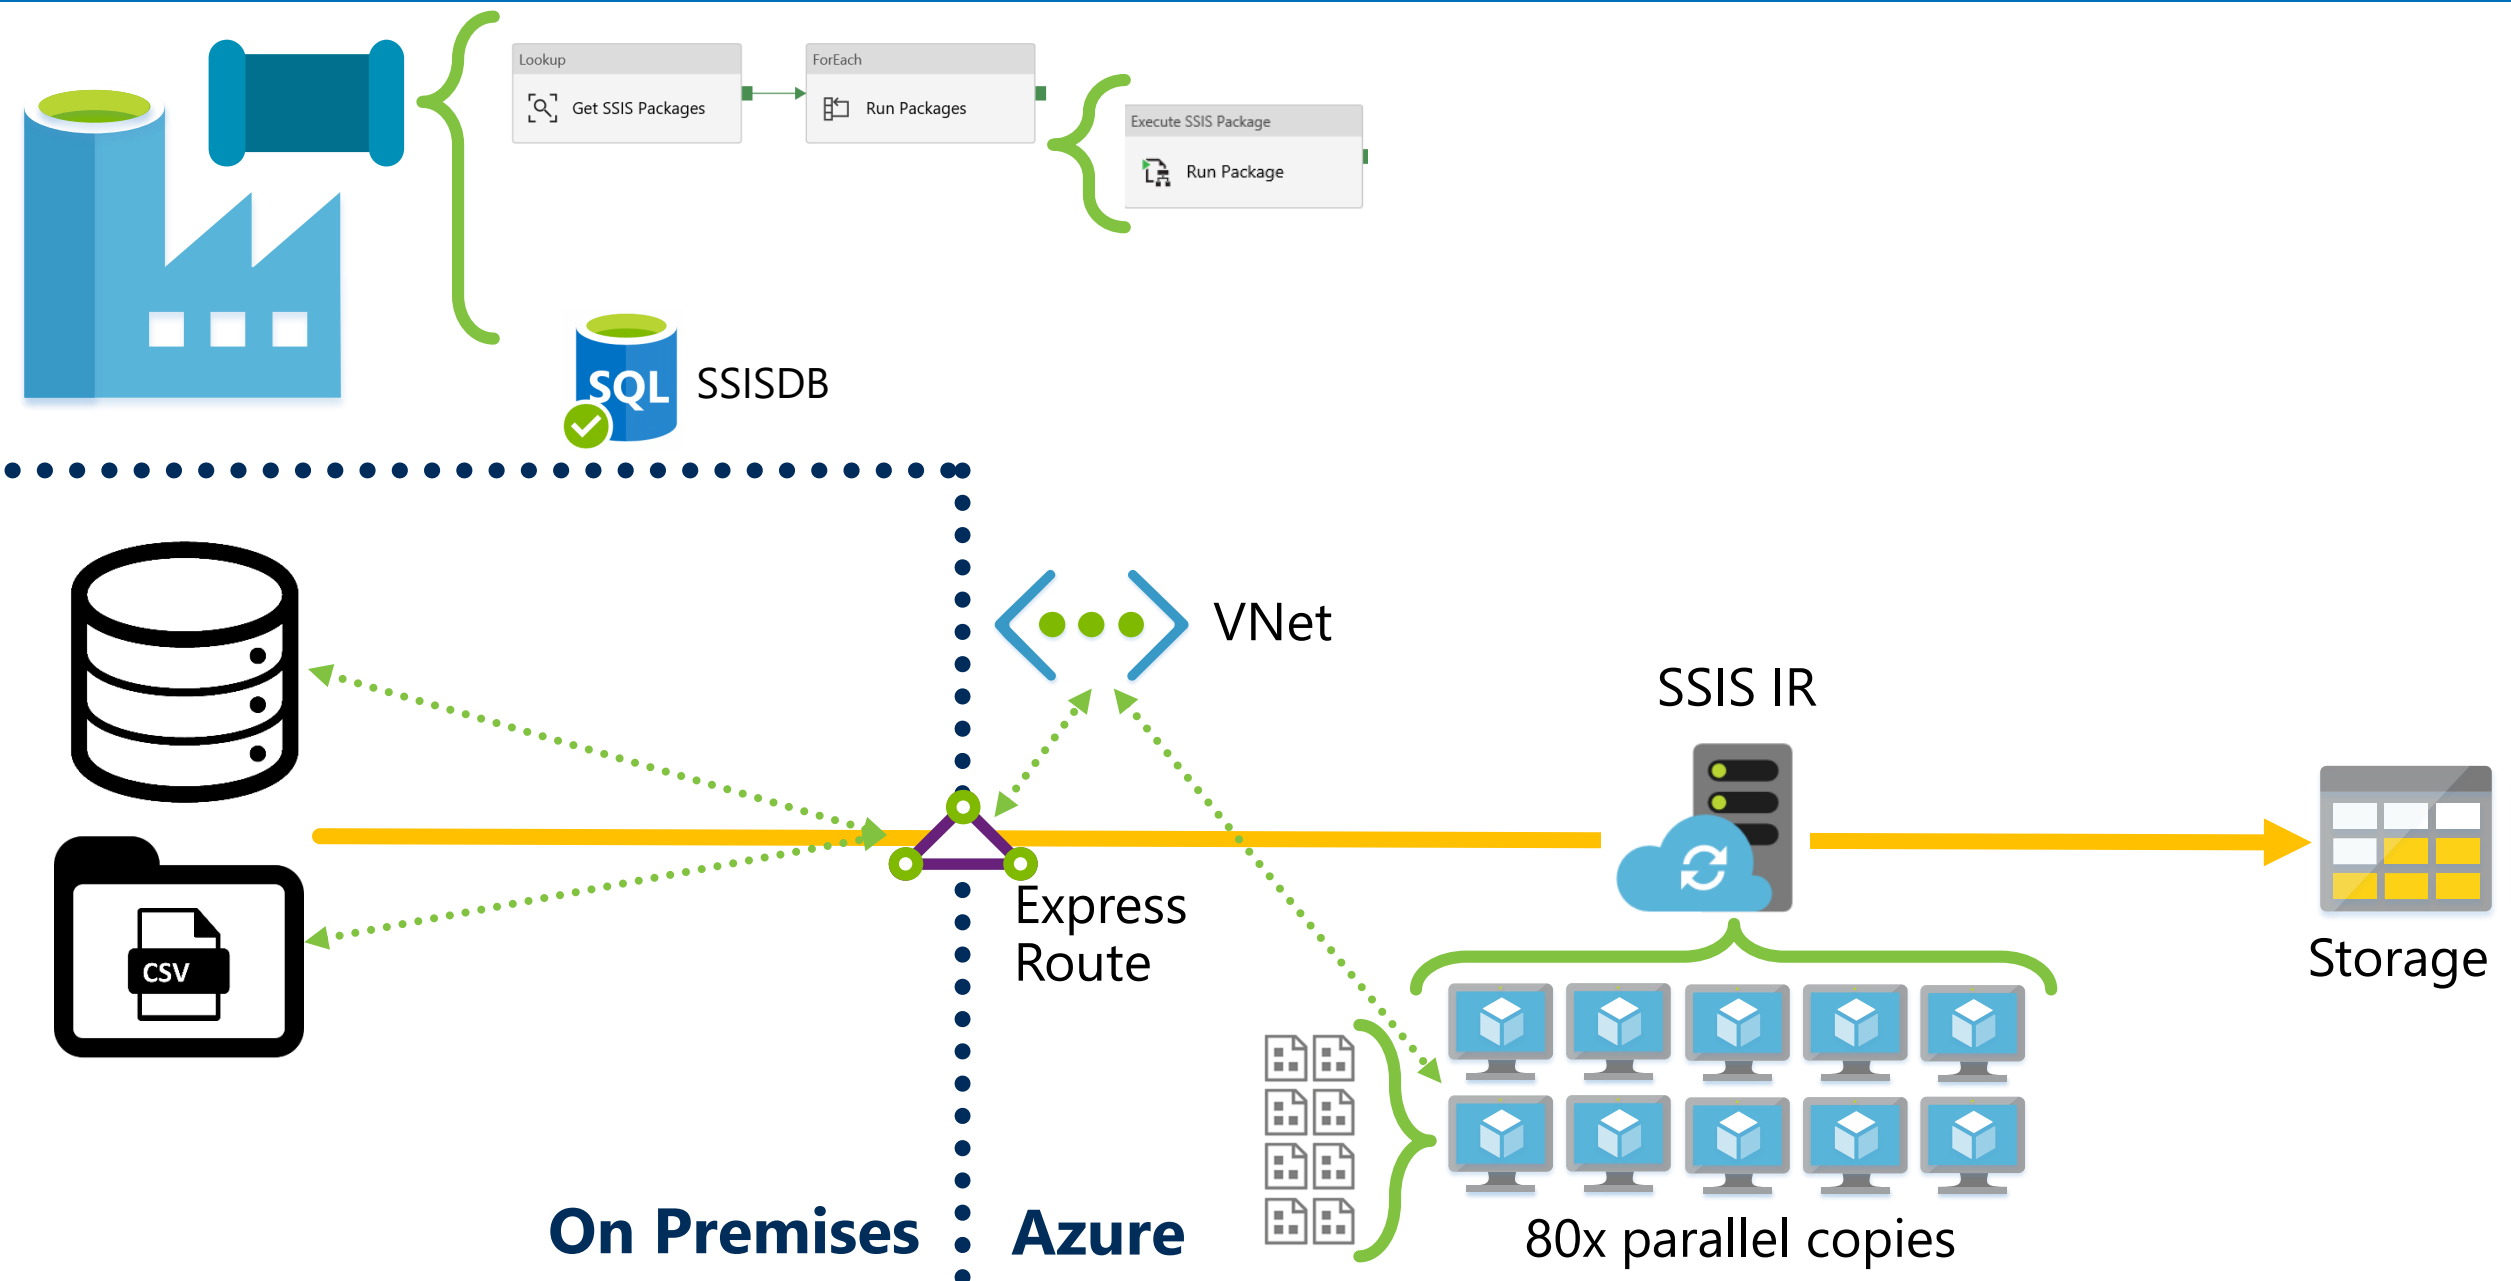 Lookup
Get SSIS Packages
ForEach
Run Packages
Execute SSIS Package
Run Package
SQL
SSISDB
VNet
SSIS IR
CSV
Express
Route
Storage
On Premises
Azure
80x parallel copies